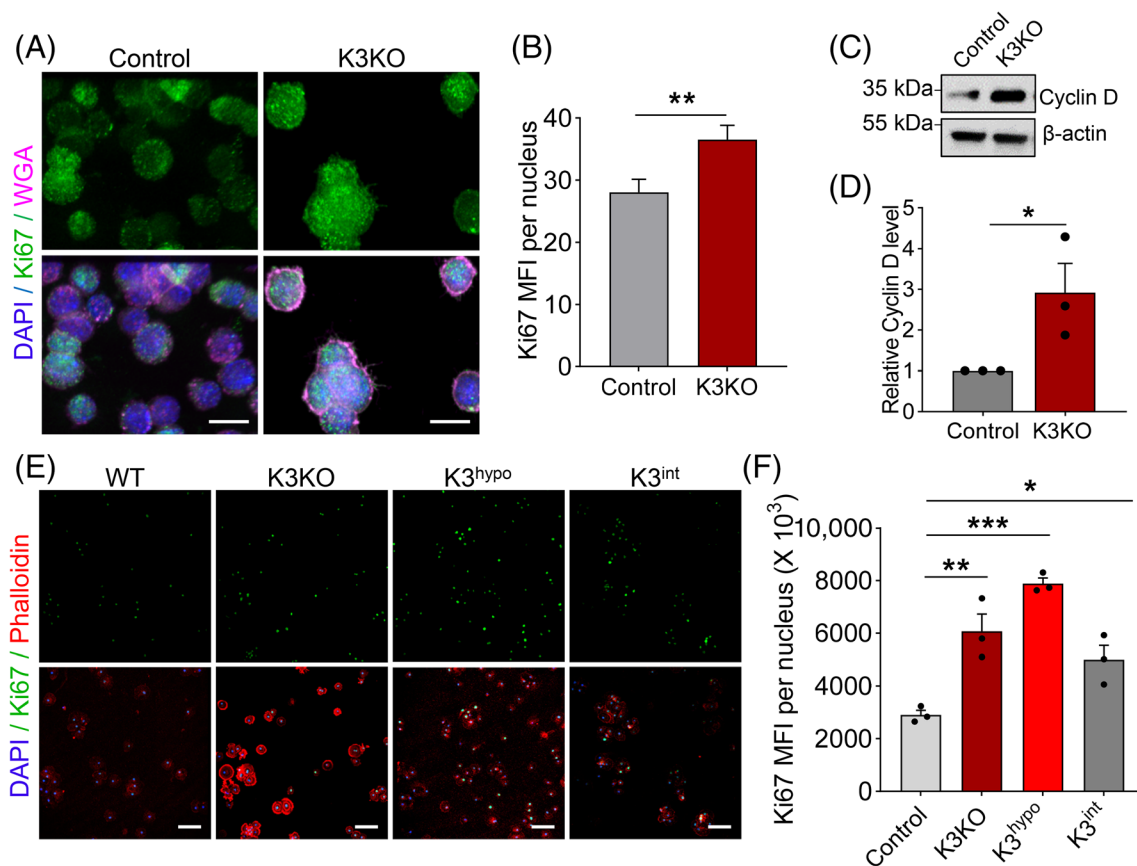 (A)
Control
K3KO
DAPI / Ki67 / WGA
(B)
**
Ki67 MFI per nucleus
40
30
20
10
0
Control
K3KO
(C)
Control
K3KO
35 kDa
Cyclin D
55 kDa
β-actin
(D)
*
Relative Cyclin D level
5
4
3
2
1
0
Control
K3KO
(E)
WT
K3KO
K3hypo
K3int
DAPI / Ki67 / Phalloidin
(F)
*
***
**
Ki67 MFI per nucleus (X 10³)
10,000
8000
6000
4000
2000
0
Control
K3KO
K3hypo
K3int